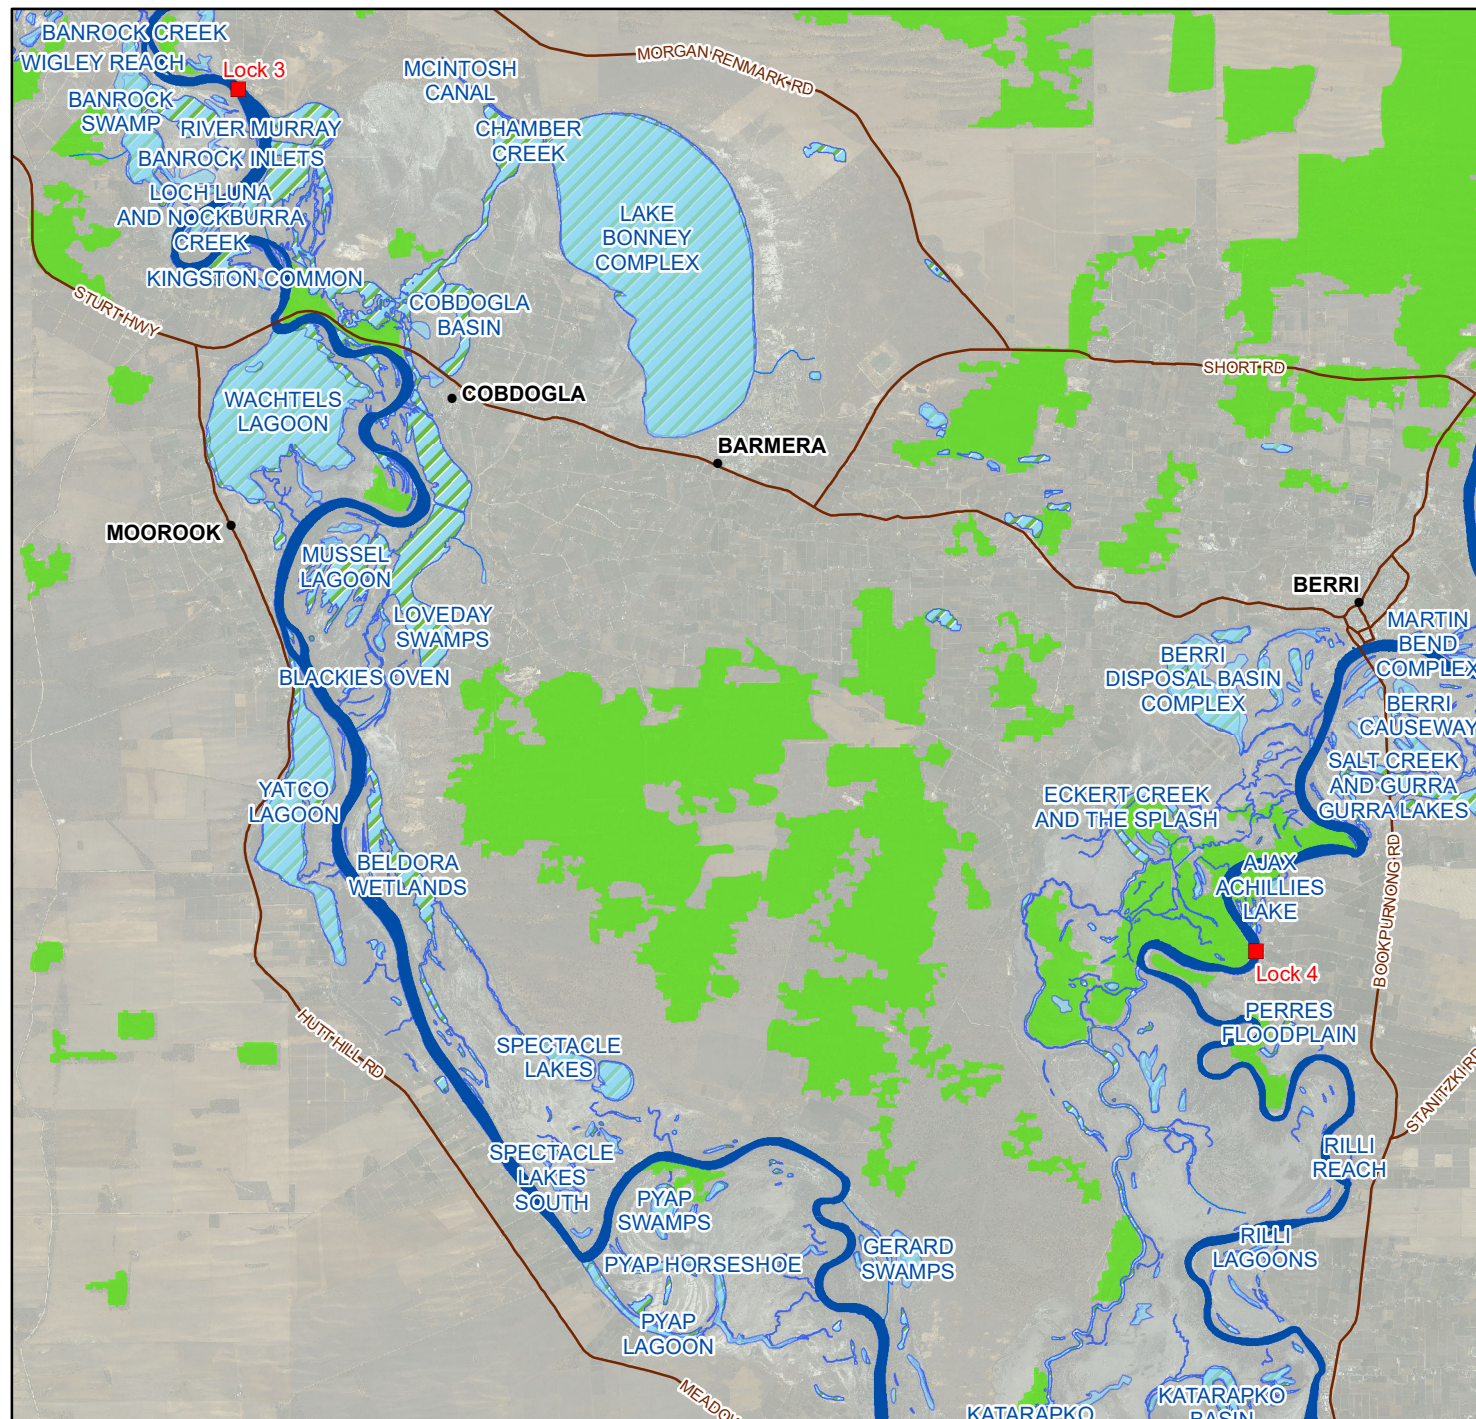 BANROCK CREEK
WIGLEY REACH
Lock 3
BANROCK
SWAMP
RIVER MURRAY
BANROCK INLETS
LOCH LUNA
AND NOCKBURRA
CREEK
KINGSTON COMMON
MCINTOSH
CANAL
CHAMBER
CREEK
MORGAN RENMARK RD
LAKE
BONNEY
COMPLEX
STURT HWY
COBDOGLA
BASIN
SHORT RD
WACHTELS
LAGOON
COBDOGLA
BARMERA
MOOROOK
MUSSEL
LAGOON
LOVEDAY
SWAMPS
BLACKIES OVEN
BERRI
MARTIN
BEND
COMPLEX
BERRI
DISPOSAL BASIN
COMPLEX
BERRI
CAUSEWAY
SALT CREEK
AND GURRA
GURRA LAKES
YATCO
LAGOON
ECKERT CREEK
AND THE SPLASH
BELDORA
WETLANDS
AJAX
ACHILLIES
LAKE
BOOKPURNONG RD
Lock 4
PERRES
FLOODPLAIN
HUTT HILL RD
SPECTACLE
LAKES
STANITZKI RD
SPECTACLE
LAKES
SOUTH
RILLI
REACH
PYAP
SWAMPS
PYAP HORSESHOE
GERARD
SWAMPS
RILLI
LAGOONS
PYAP
LAGOON
MEADOW
KATARAPKO
KATARAPKO
BASIN